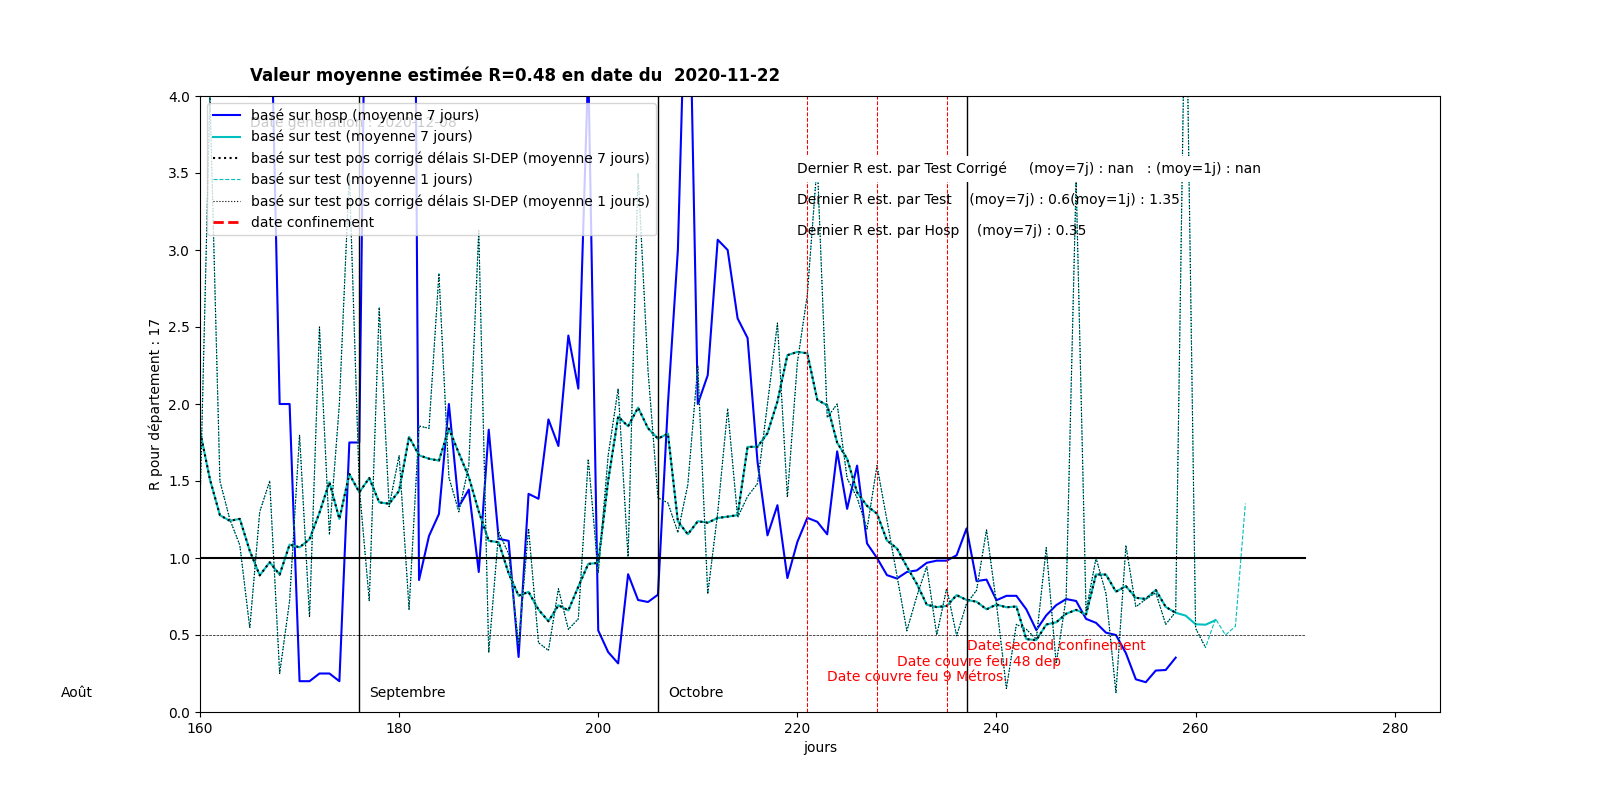 Valeur moyenne estimée R=0.48 en date du  2020-11-22
Date génération : 2020-12-08
basé sur hosp (moyenne 7 jours)
basé sur test (moyenne 7 jours)
basé sur test pos corrigé délais SI-DEP (moyenne 7 jours)
basé sur test (moyenne 1 jours)
basé sur test pos corrigé délais SI-DEP (moyenne 1 jours)
date confinement
Dernier R est. par Test Corrigé     (moy=7j) : nan   : (moy=1j) : nan
Dernier R est. par Test    (moy=7j) : 0.6(moy=1j) : 1.35
Dernier R est. par Hosp    (moy=7j) : 0.35
R pour département : 17
4.0
3.5
3.0
2.5
2.0
1.5
1.0
0.5
0.0
Date second confinement
Date couvre feu 48 dep
Date couvre feu 9 Métros
Août
Septembre
Octobre
160 180 200 220 240 260 280
jours